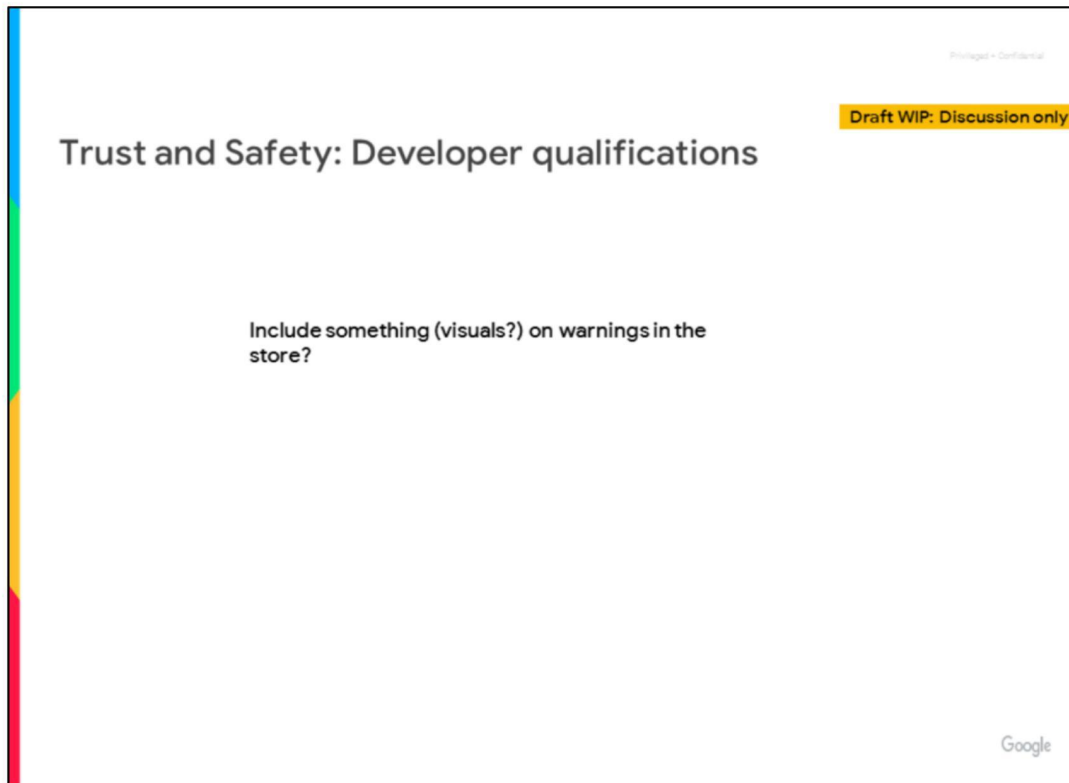 Privileged + Confidential
Draft WIP: Discussion only
Trust and Safety: Developer qualifications
Include something (visuals?) on warnings in the
store?
Google